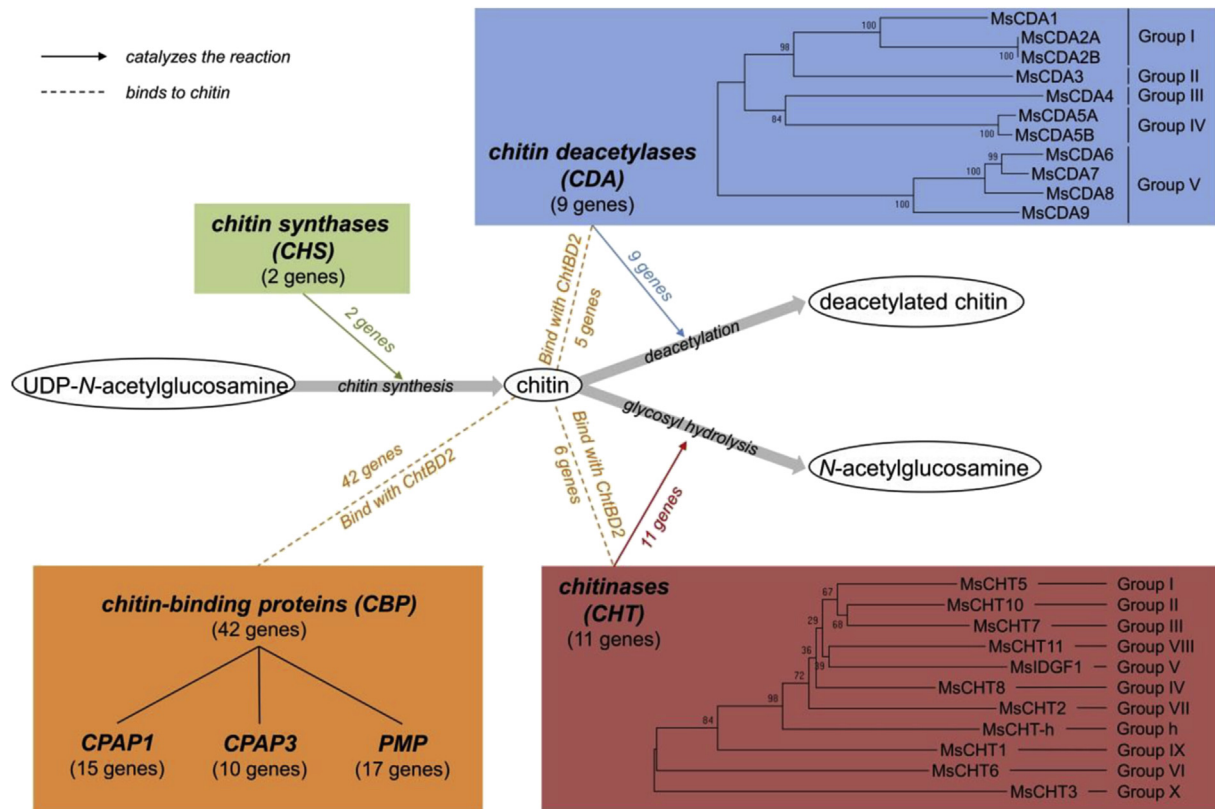 catalyzes the reaction
binds to chitin
chitin deacetylases
(CDA)
(9 genes)
100
98
100
84
100
99
100
100
MsCDA1
MsCDA2A
MsCDA2B
MsCDA3
MsCDA4
MsCDA5A
MsCDA5B
MsCDA6
MsCDA7
MsCDA8
MsCDA9
Group I
Group II
Group III
Group IV
Group V
chitin synthases
(CHS)
(2 genes)
2 genes
Bind with ChtBD2
5 genes
9 genes
UDP-N-acetylglucosamine
chitin synthesis
chitin
deacetylation
deacetylated chitin
glycosyl hydrolysis
N-acetylglucosamine
42 genes
Bind with ChtBD2
Bind with ChtBD2
6 genes
11 genes
chitin-binding proteins (CBP)
(42 genes)
CPAP1
(15 genes)
CPAP3
(10 genes)
PMP
(17 genes)
chitinases
(CHT)
(11 genes)
67
68
29
36
39
72
98
84
MsCHT5 Group I
MsCHT10 Group II
MsCHT7 Group III
MsCHT11 Group VIII
MsIDGF1 Group V
MsCHT8 Group IV
MsCHT2 Group VII
MsCHT-h Group h
MsCHT1 Group IX
MsCHT6 Group VI
MsCHT3 Group X